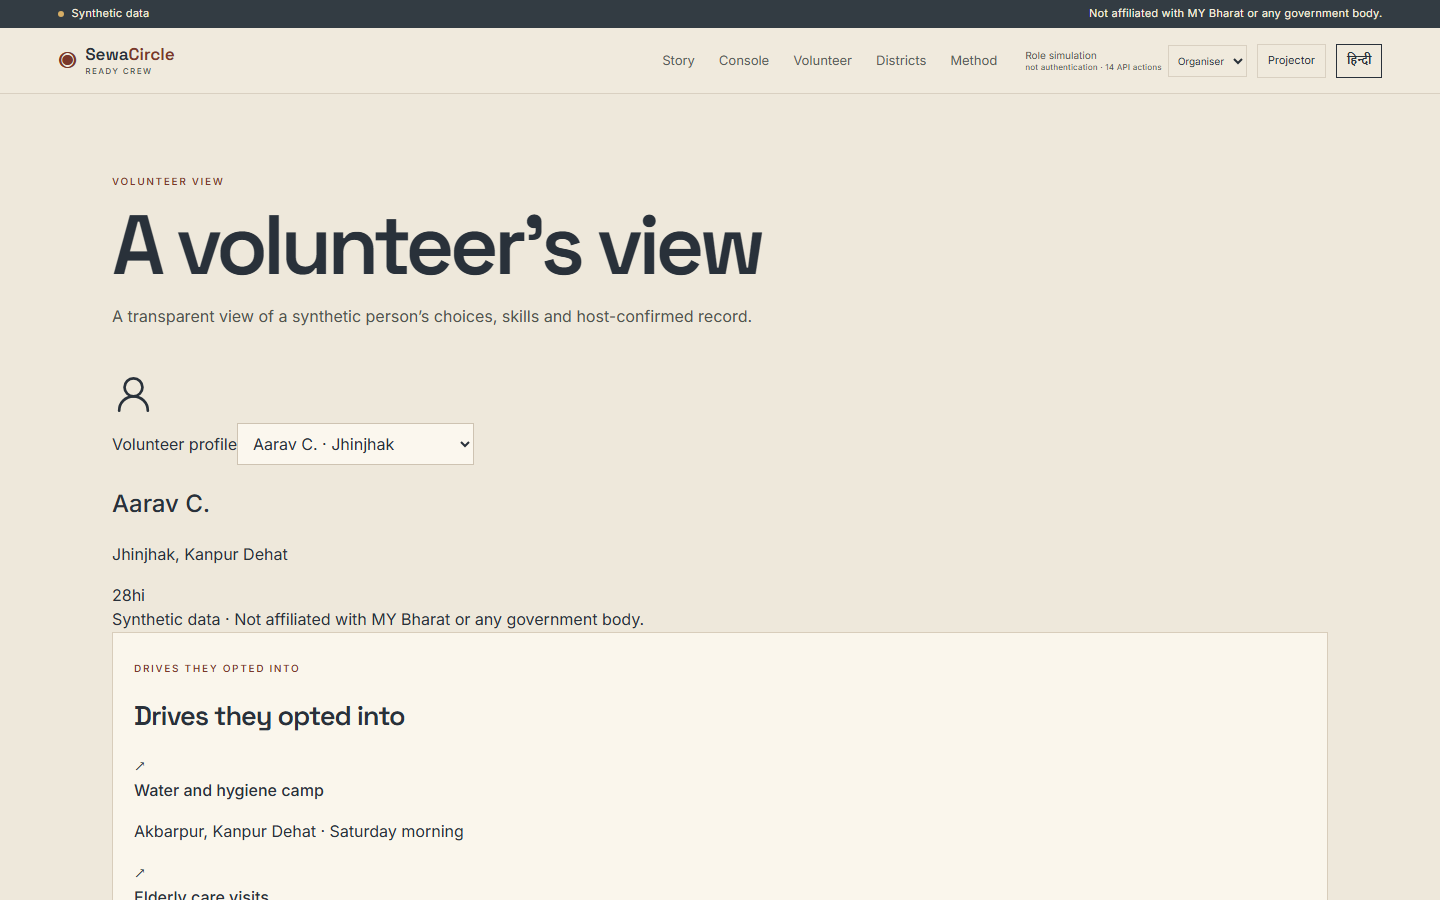 Synthetic data
Not affiliated with MY Bharat or any government body.
SewaCircle
READY CREW
Story
Console
Volunteer
Districts
Method
Role simulation
not authentication · 14 API actions
Organiser
Projector
हिन्दी
VOLUNTEER VIEW
A volunteer’s view
A transparent view of a synthetic person’s choices, skills and host-confirmed record.
Volunteer profile
Aarav C. · Jhinjhak
Aarav C.
Jhinjhak, Kanpur Dehat
28hi
Synthetic data · Not affiliated with MY Bharat or any government body.
DRIVES THEY OPTED INTO
Drives they opted into
↗
Water and hygiene camp
Akbarpur, Kanpur Dehat · Saturday morning
↗
Elderly care visits